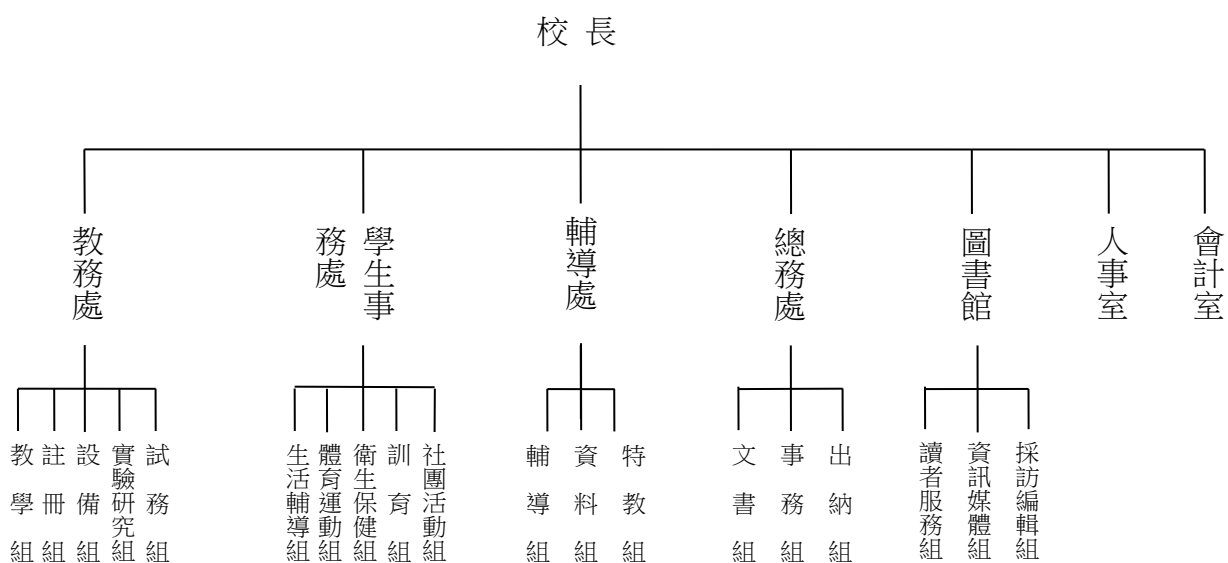 校長
教務處
學生事務處
輔導處
總務處
圖書館
人事室
會計室
教學組
註冊組
設備組
實驗研究組
試務組
生活輔導組
體育運動組
衛生保健組
訓育組
社團活動組
輔導組
資料組
特教組
文書組
事務組
出納組
讀者服務組
資訊媒體組
採訪編輯組